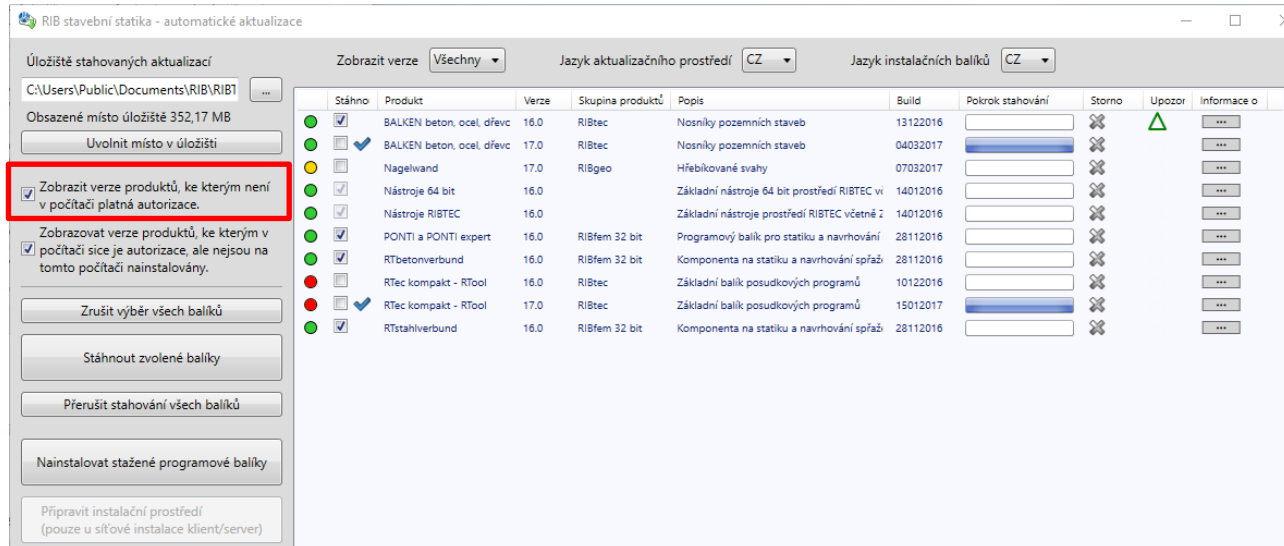 RIB stavební statika - automatické aktualizace
Úložiště stahovaných aktualizací
C:\Users\Public\Documents\RIB\RIBT
...
Obsazené místo úložiště 352,17 MB
Uvolnit místo v úložišti
Zobrazit verze produktů, ke kterým není
v počítači platná autorizace.
Zobrazovat verze produktů, ke kterým v
počítači sice je autorizace, ale nejsou na
tomto počítači nainstalovány.
Zrušit výběr všech balíků
Stáhnout zvolené balíky
Přerušit stahování všech balíků
Nainstalovat stažené programové balíky
Připravit instalační prostředí
(pouze u síťové instalace klient/server)
Zobrazit verze Všechny Jazyk aktualizačního prostředí CZ Jazyk instalačních balíků CZ
Stáhno Produkt Verze Skupina produktů Popis Build Pokrok stahování Storno Upozor Informace o
BALKEN beton, ocel, dřevc 16.0 RIBtec Nosníky pozemních staveb 13122016 ...
BALKEN beton, ocel, dřevc 17.0 RIBtec Nosníky pozemních staveb 04032017 ...
Nagelwand 17.0 RIBgeo Hřebíkované svahy 07032017 ...
Nástroje 64 bit 16.0 Základní nástroje 64 bit prostředí RIBTEC vč 14012016 ...
Nástroje RIBTEC 16.0 Základní nástroje prostředí RIBTEC včetně 2 14012016 ...
PONTI a PONTI expert 16.0 RIBfem 32 bit Programový balík pro statiku a navrhování 28112016 ...
RTbetonverbund 16.0 RIBfem 32 bit Komponenta na statiku a navrhování spřaž 28112016 ...
RTec kompakt - RTool 16.0 RIBtec Základní balík posudkových programů 10122016 ...
RTec kompakt - RTool 17.0 RIBtec Základní balík posudkových programů 15012017 ...
RTstahlverbund 16.0 RIBfem 32 bit Komponenta na statiku a navrhování spřaž 28112016 ...